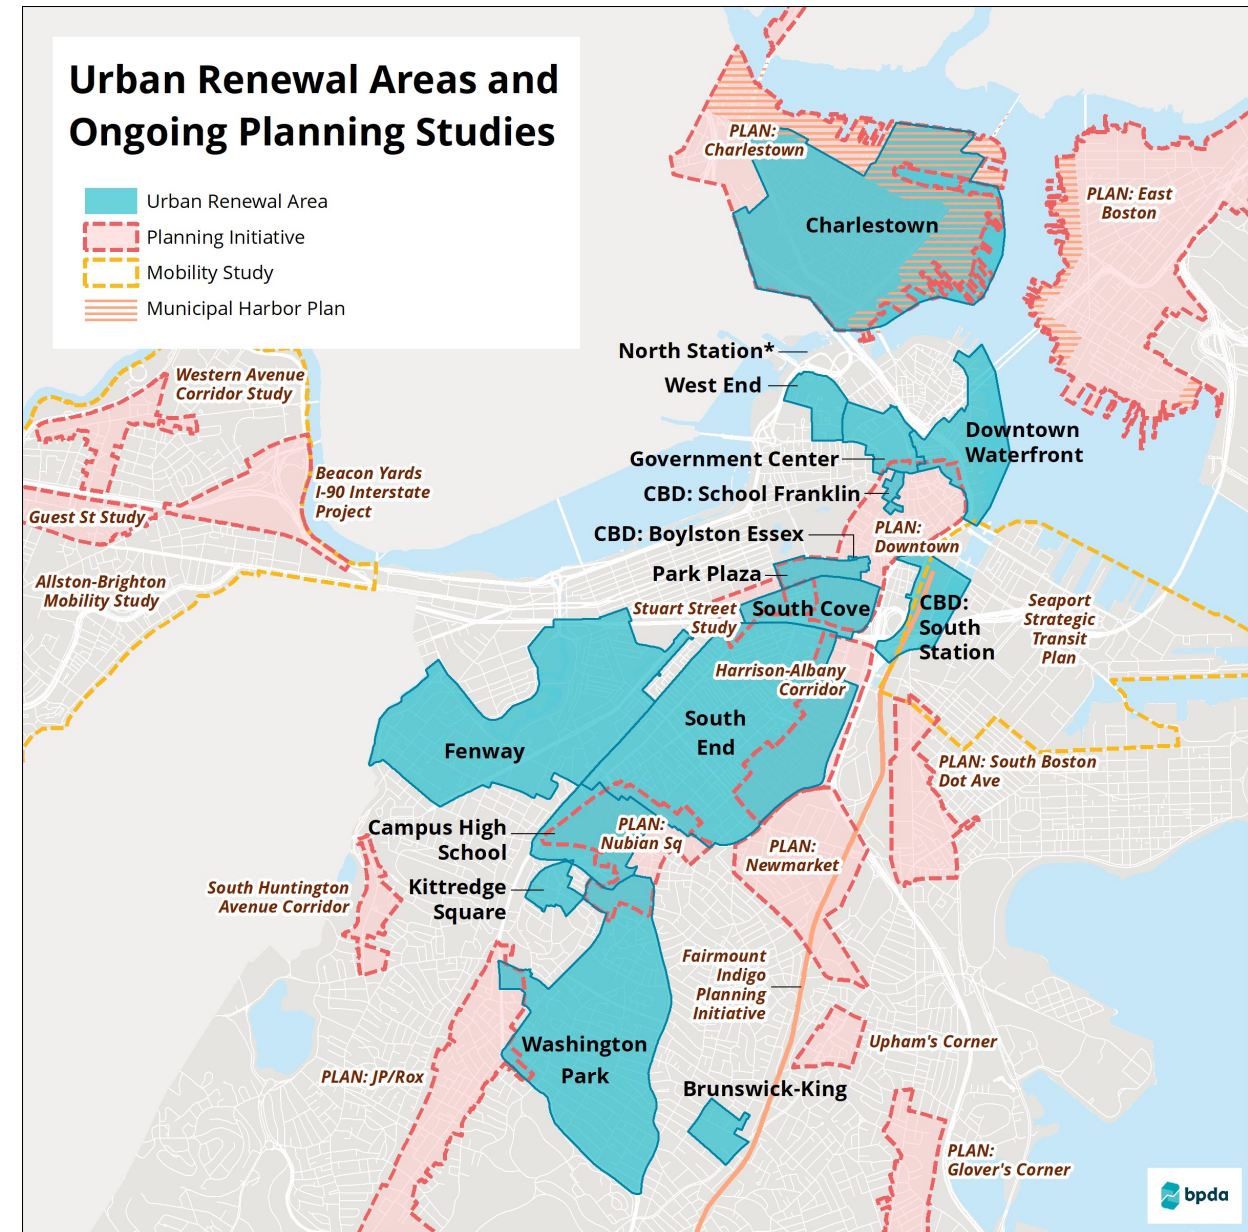 Urban Renewal Areas and
Ongoing Planning Studies
Urban Renewal Area
Planning Initiative
Mobility Study
Municipal Harbor Plan
PLAN:
Charlestown
Charlestown
PLAN: East
Boston
North Station*
West End
Western Avenue
Corridor Study
Downtown
Waterfront
Government Center
Beacon Yards
I-90 Interstate
Project
CBD: School Franklin
Guest St Study
CBD: Boylston Essex
PLAN:
Downtown
Park Plaza
Allston-Brighton
Mobility Study
Stuart Street
Study
South Cove
CBD:
South
Station
Seaport
Strategic
Transit
Plan
Harrison-Albany
Corridor
South
End
Fenway
PLAN: South Boston
Dot Ave
Campus High
School
PLAN:
Nubian Sq
PLAN:
Newmarket
South Huntington
Avenue Corridor
Kittredge
Square
Fairmount
Indigo
Planning
Initiative
Washington
Park
Upham's Corner
PLAN: JP/Rox
Brunswick-King
PLAN:
Glover's Corner
bpda